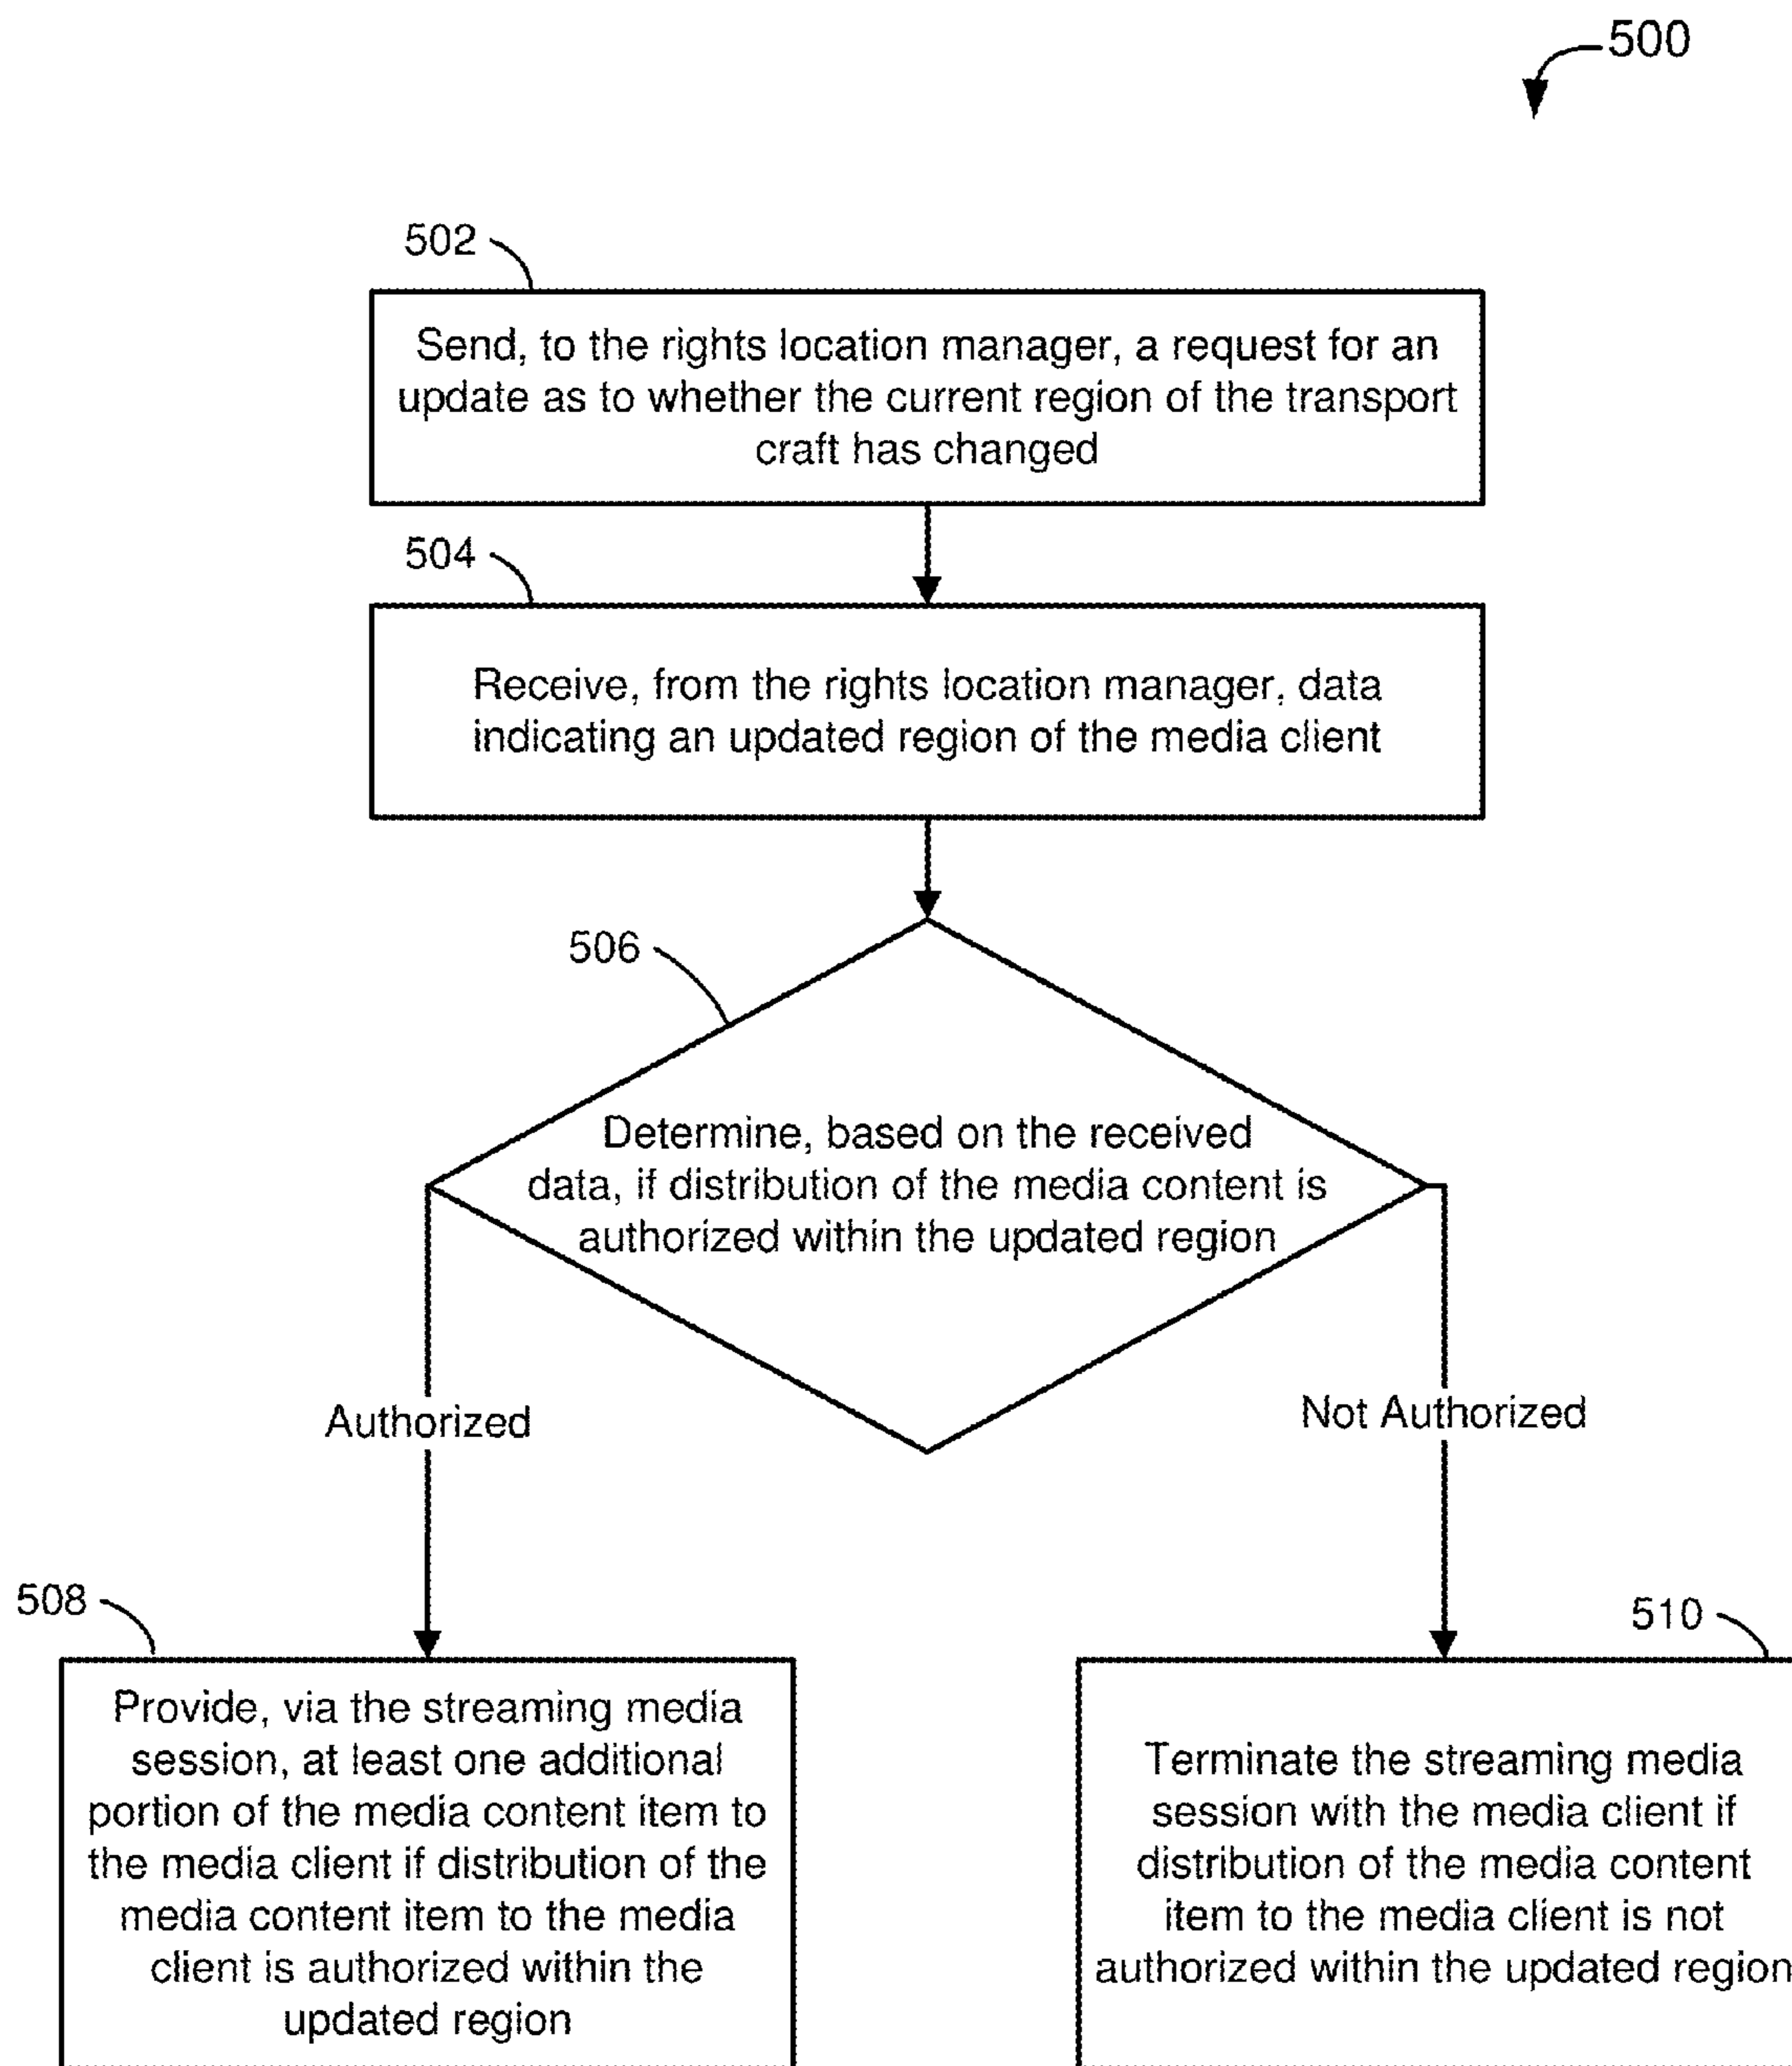 500
502
Send, to the rights location manager, a request for an
update as to whether the current region of the transport
craft has changed
504
Receive, from the rights location manager, data
indicating an updated region of the media client
506
Determine, based on the received
data, if distribution of the media content is
authorized within the updated region
Authorized
Not Authorized
508
Provide, via the streaming media
session, at least one additional
portion of the media content item to
the media client if distribution of the
media content item to the media
client is authorized within the
updated region
510
Terminate the streaming media
session with the media client if
distribution of the media content
item to the media client is not
authorized within the updated region